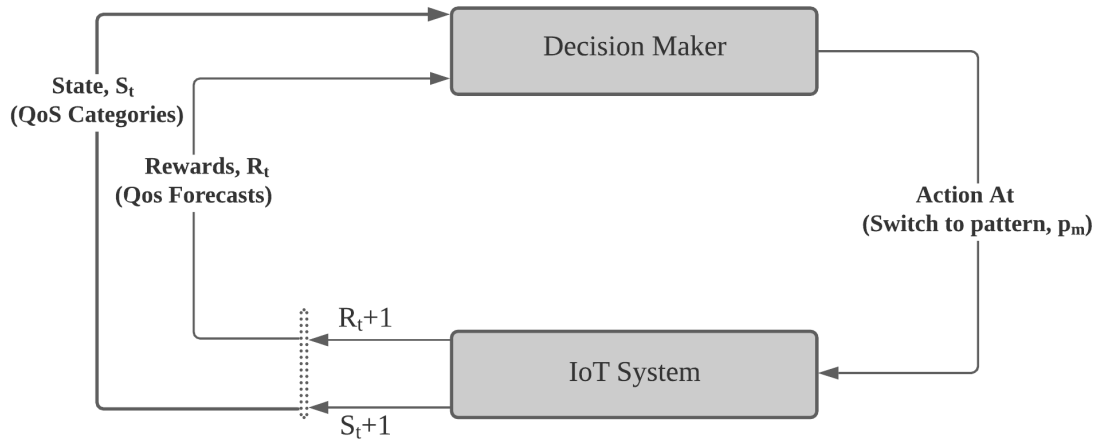 Decision Maker
State, St
(QoS Categories)
Rewards, Rt
(Qos Forecasts)
Action At
(Switch to pattern, pm)
Rt+1
IoT System
St+1